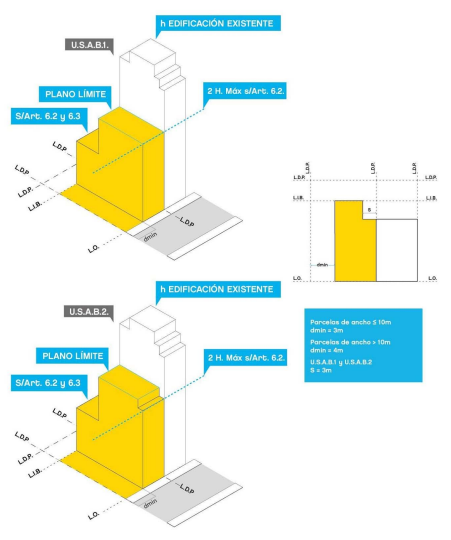 h EDIFICACIÓN EXISTENTE
U.S.A.B.1.
PLANO LÍMITE
2 H. Máx s/Art. 6.2.
S/Art. 6.2 y 6.3
L.D.P.
L.D.P.
L.D.P.
L.I.B.
L.D.P
dmin
L.O.
L.D.P.
L.D.P.
L.D.P.
L.D.P.
L.D.P.
L.I.B.
L.I.B.
S
dmin
L.O.
L.O.
h EDIFICACIÓN EXISTENTE
U.S.A.B.2.
PLANO LÍMITE
2 H. Máx s/Art. 6.2.
S/Art. 6.2 y 6.3
L.D.P.
L.D.P.
L.I.B.
L.D.P
dmin
L.O.
Parcelas de ancho ≤ 10m
dmin = 3m
Parcelas de ancho > 10m
dmin = 4m
U.S.A.B.1 y U.S.A.B.2
S = 3m